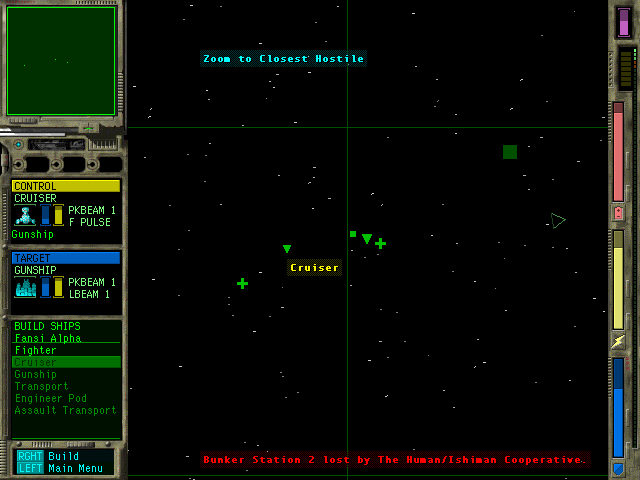 Zoom to Closest Hostile
CONTROL
CRUISER
PKBEAM 1
F PULSE
Gunship
TARGET
GUNSHIP
PKBEAM 1
LBEAM 1
Cruiser
BUILD SHIPS
Fansi Alpha
Fighter
Cruiser
Gunship
Transport
Engineer Pod
Assault Transport
RGHT Build
LEFT Main Menu
Bunker Station 2 lost by The Human/Ishiman Cooperative.